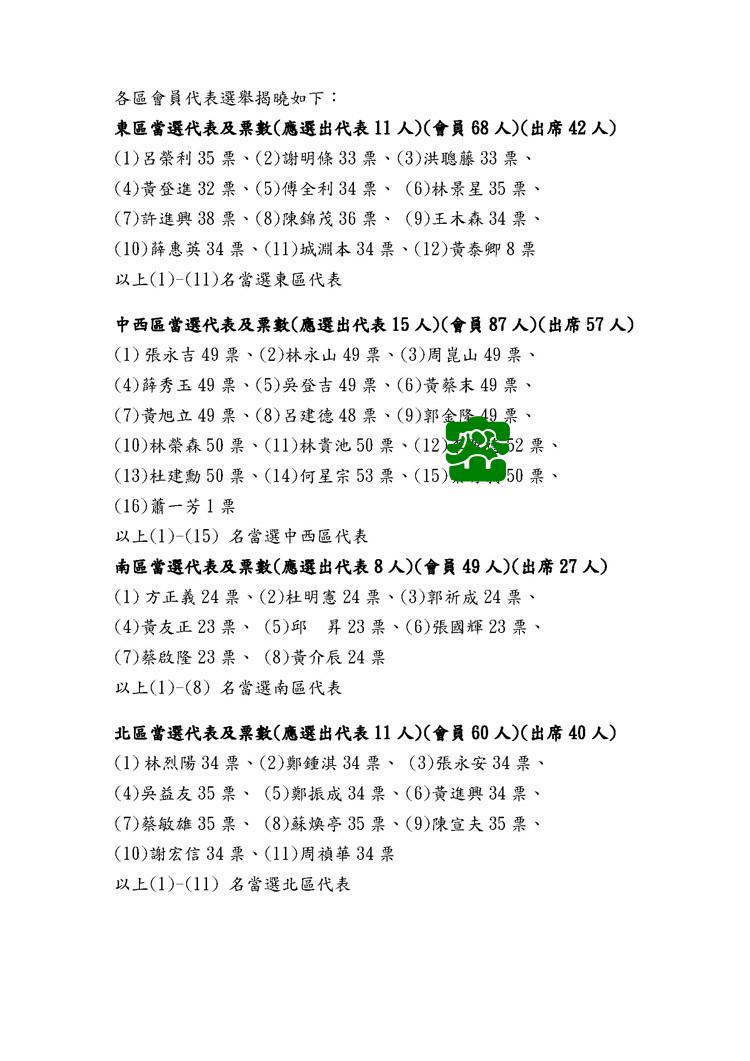 各區會員代表選舉揭曉如下：
東區當選代表及票數(應選出代表 11 人)(會員 68 人)(出席 42 人)
(1)呂榮利 35 票、(2)謝明條 33 票、(3)洪聰藤 33 票、
(4)黃登進 32 票、(5)傅全利 34 票、 (6)林景星 35 票、
(7)許進興 38 票、(8)陳錦茂 36 票、 (9)王木森 34 票、
(10)薛惠英 34 票、(11)城淵本 34 票、(12)黃泰卿 8 票
以上(1)-(11)名當選東區代表
中西區當選代表及票數(應選出代表 15 人)(會員 87 人)(出席 57 人)
(1) 張永吉 49 票、(2)林永山 49 票、(3)周崑山 49 票、
(4)薛秀玉 49 票、(5)吳登吉 49 票、(6)黃蔡末 49 票、
(7)黃旭立 49 票、(8)呂建德 48 票、(9)郭金隆 49 票、
(10)林榮森 50 票、(11)林貴池 50 票、(12) 52 票、
(13)杜建勳 50 票、(14)何星宗 53 票、(15) 50 票、
(16)蕭一芳 1 票
以上(1)-(15) 名當選中西區代表
南區當選代表及票數(應選出代表 8 人)(會員 49 人)(出席 27 人)
(1) 方正義 24 票、(2)杜明憲 24 票、(3)郭祈成 24 票、
(4)黃友正 23 票、 (5)邱　昇 23 票、(6)張國輝 23 票、
(7)蔡啟隆 23 票、 (8)黃介辰 24 票
以上(1)-(8) 名當選南區代表
北區當選代表及票數(應選出代表 11 人)(會員 60 人)(出席 40 人)
(1) 林烈陽 34 票、(2)鄭鍾淇 34 票、 (3)張永安 34 票、
(4)吳益友 35 票、 (5)鄭振成 34 票、(6)黃進興 34 票、
(7)蔡敏雄 35 票、 (8)蘇煥亭 35 票、(9)陳宣夫 35 票、
(10)謝宏信 34 票、(11)周禎華 34 票
以上(1)-(11) 名當選北區代表